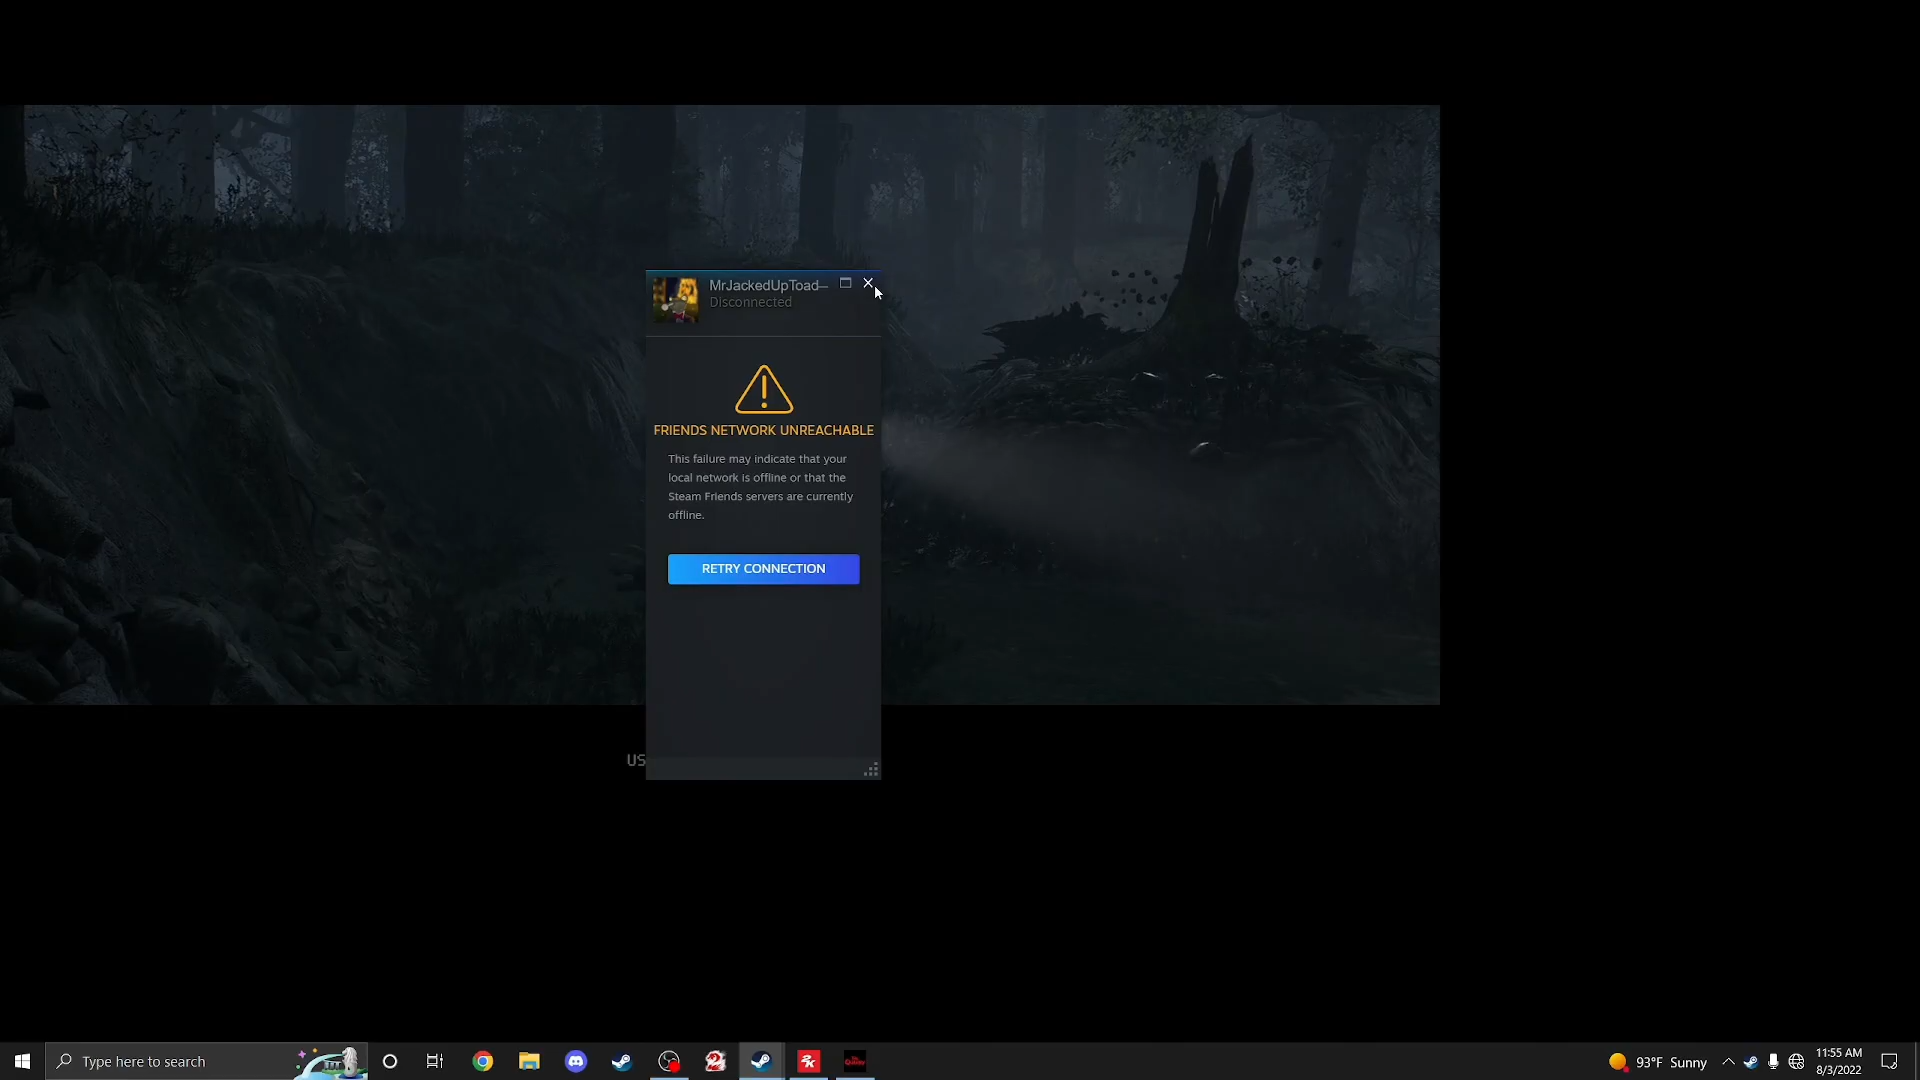 MrJackedUpToad
Disconnected
FRIENDS NETWORK UNREACHABLE
This failure may indicate that your
local network is offline or that the
Steam Friends servers are currently
offline.
RETRY CONNECTION
US
Type here to search
2K
93°F Sunny
11:55 AM
8/3/2022